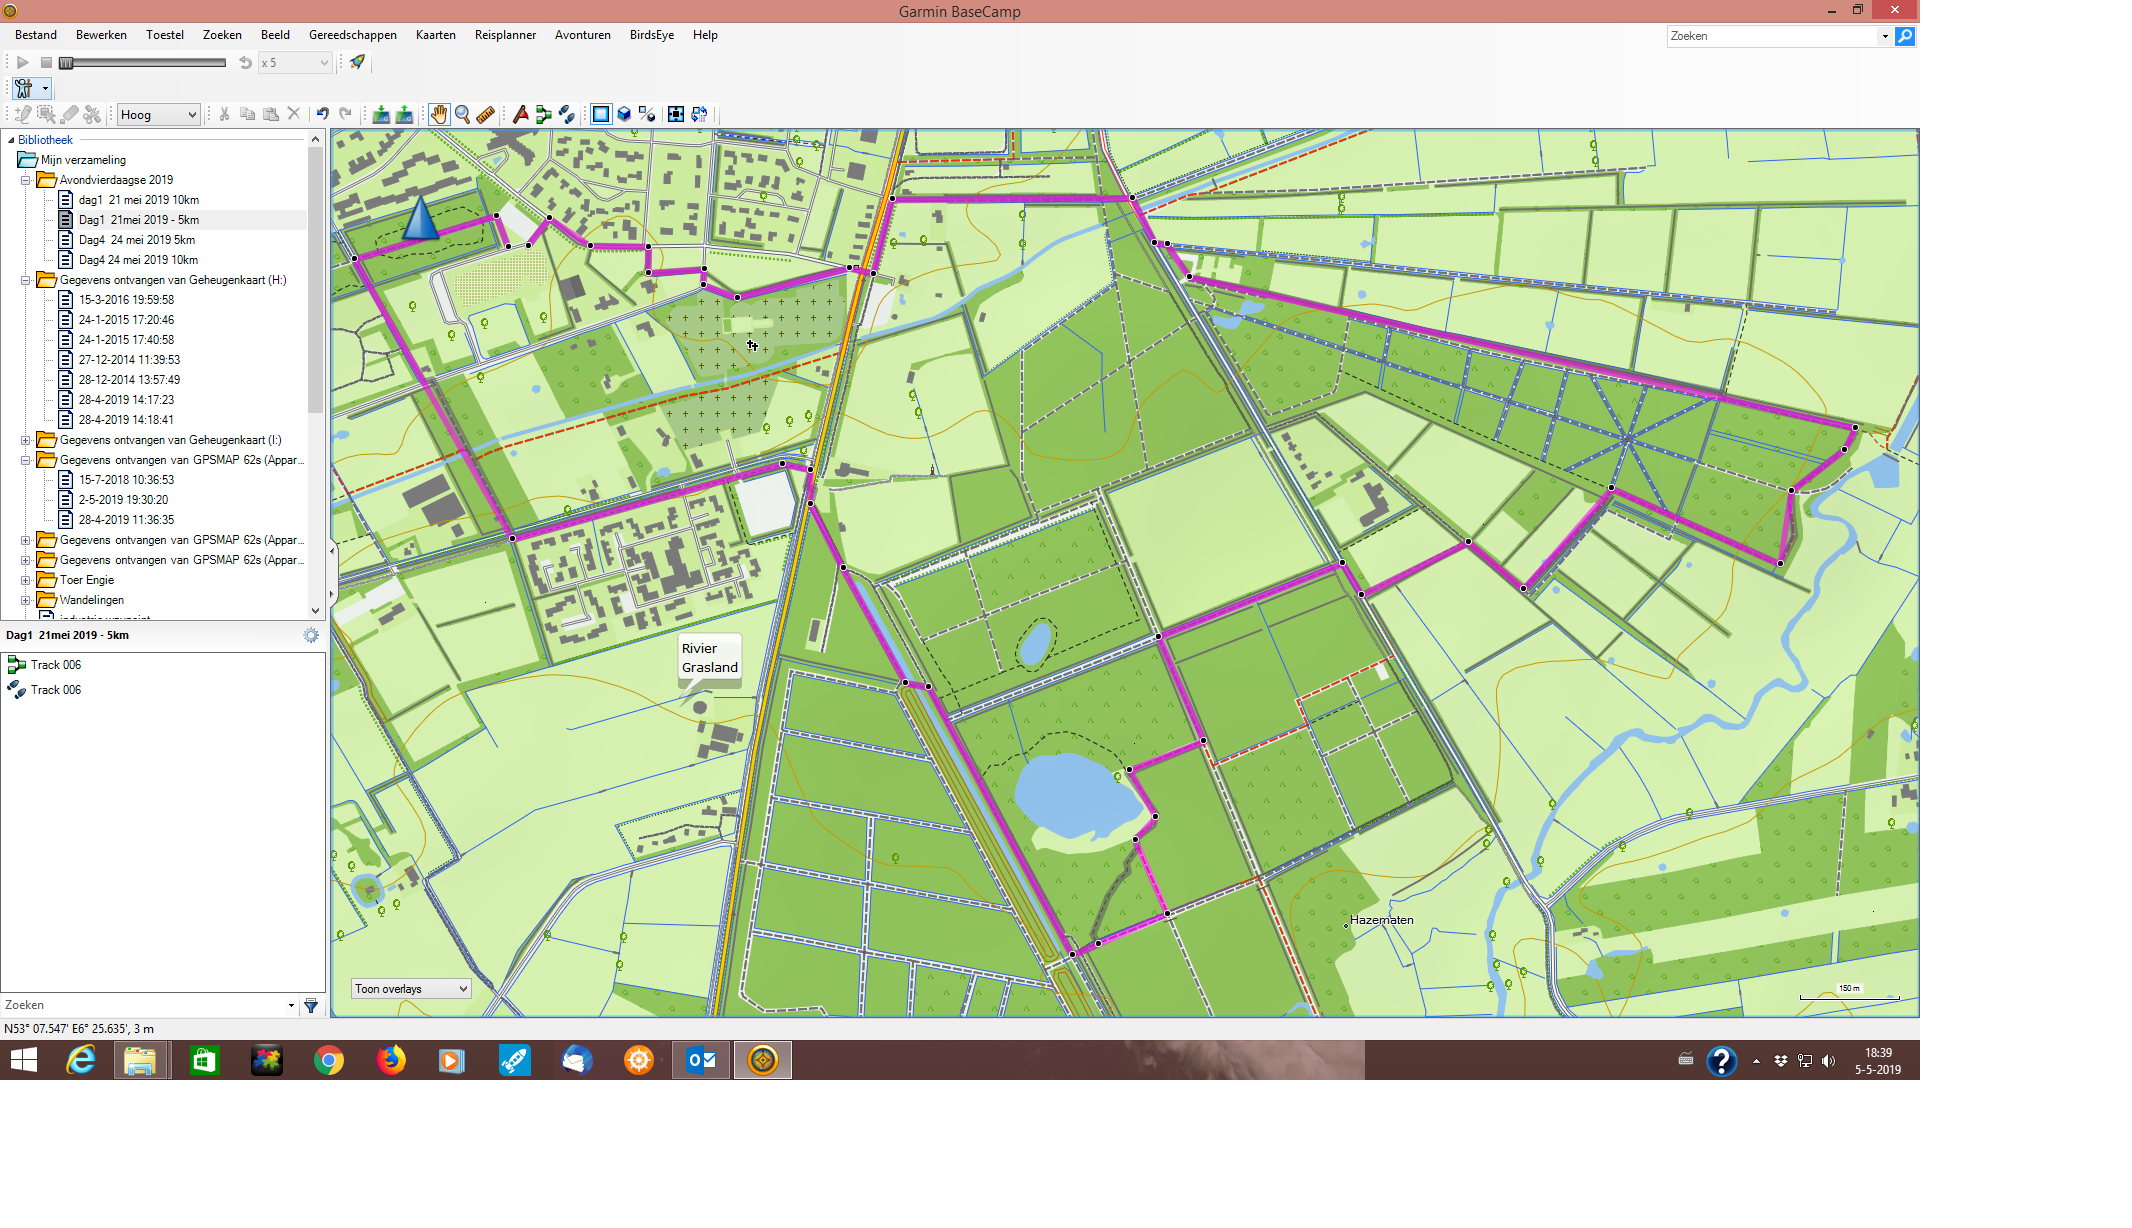 Garmin BaseCamp
Bestand Bewerken Toestel Zoeken Beeld Gereedschappen Kaarten Reisplanner Avonturen BirdsEye Help
Zoeken
x 5
Hoog
Bibliotheek
Mijn verzameling
Avondvierdaagse 2019
dag1 21 mei 2019 10km
Dag1 21mei 2019 - 5km
Dag4 24 mei 2019 5km
Dag4 24 mei 2019 10km
Gegevens ontvangen van Geheugenkaart (H:)
15-3-2016 19:59:58
24-1-2015 17:20:46
24-1-2015 17:40:58
27-12-2014 11:39:53
28-12-2014 13:57:49
28-4-2019 14:17:23
28-4-2019 14:18:41
Gegevens ontvangen van Geheugenkaart (I:)
Gegevens ontvangen van GPSMAP 62s (Appar...
15-7-2018 10:36:53
2-5-2019 19:30:20
28-4-2019 11:36:35
Gegevens ontvangen van GPSMAP 62s (Appar...
Gegevens ontvangen van GPSMAP 62s (Appar...
Toer Engie
Wandelingen
Dag1 21mei 2019 - 5km
Track 006
Track 006
Zoeken
Rivier
Grasland
Hazematen
Toon overlays
150 m
N53° 07.547' E6° 25.635', 3 m
18:39
5-5-2019